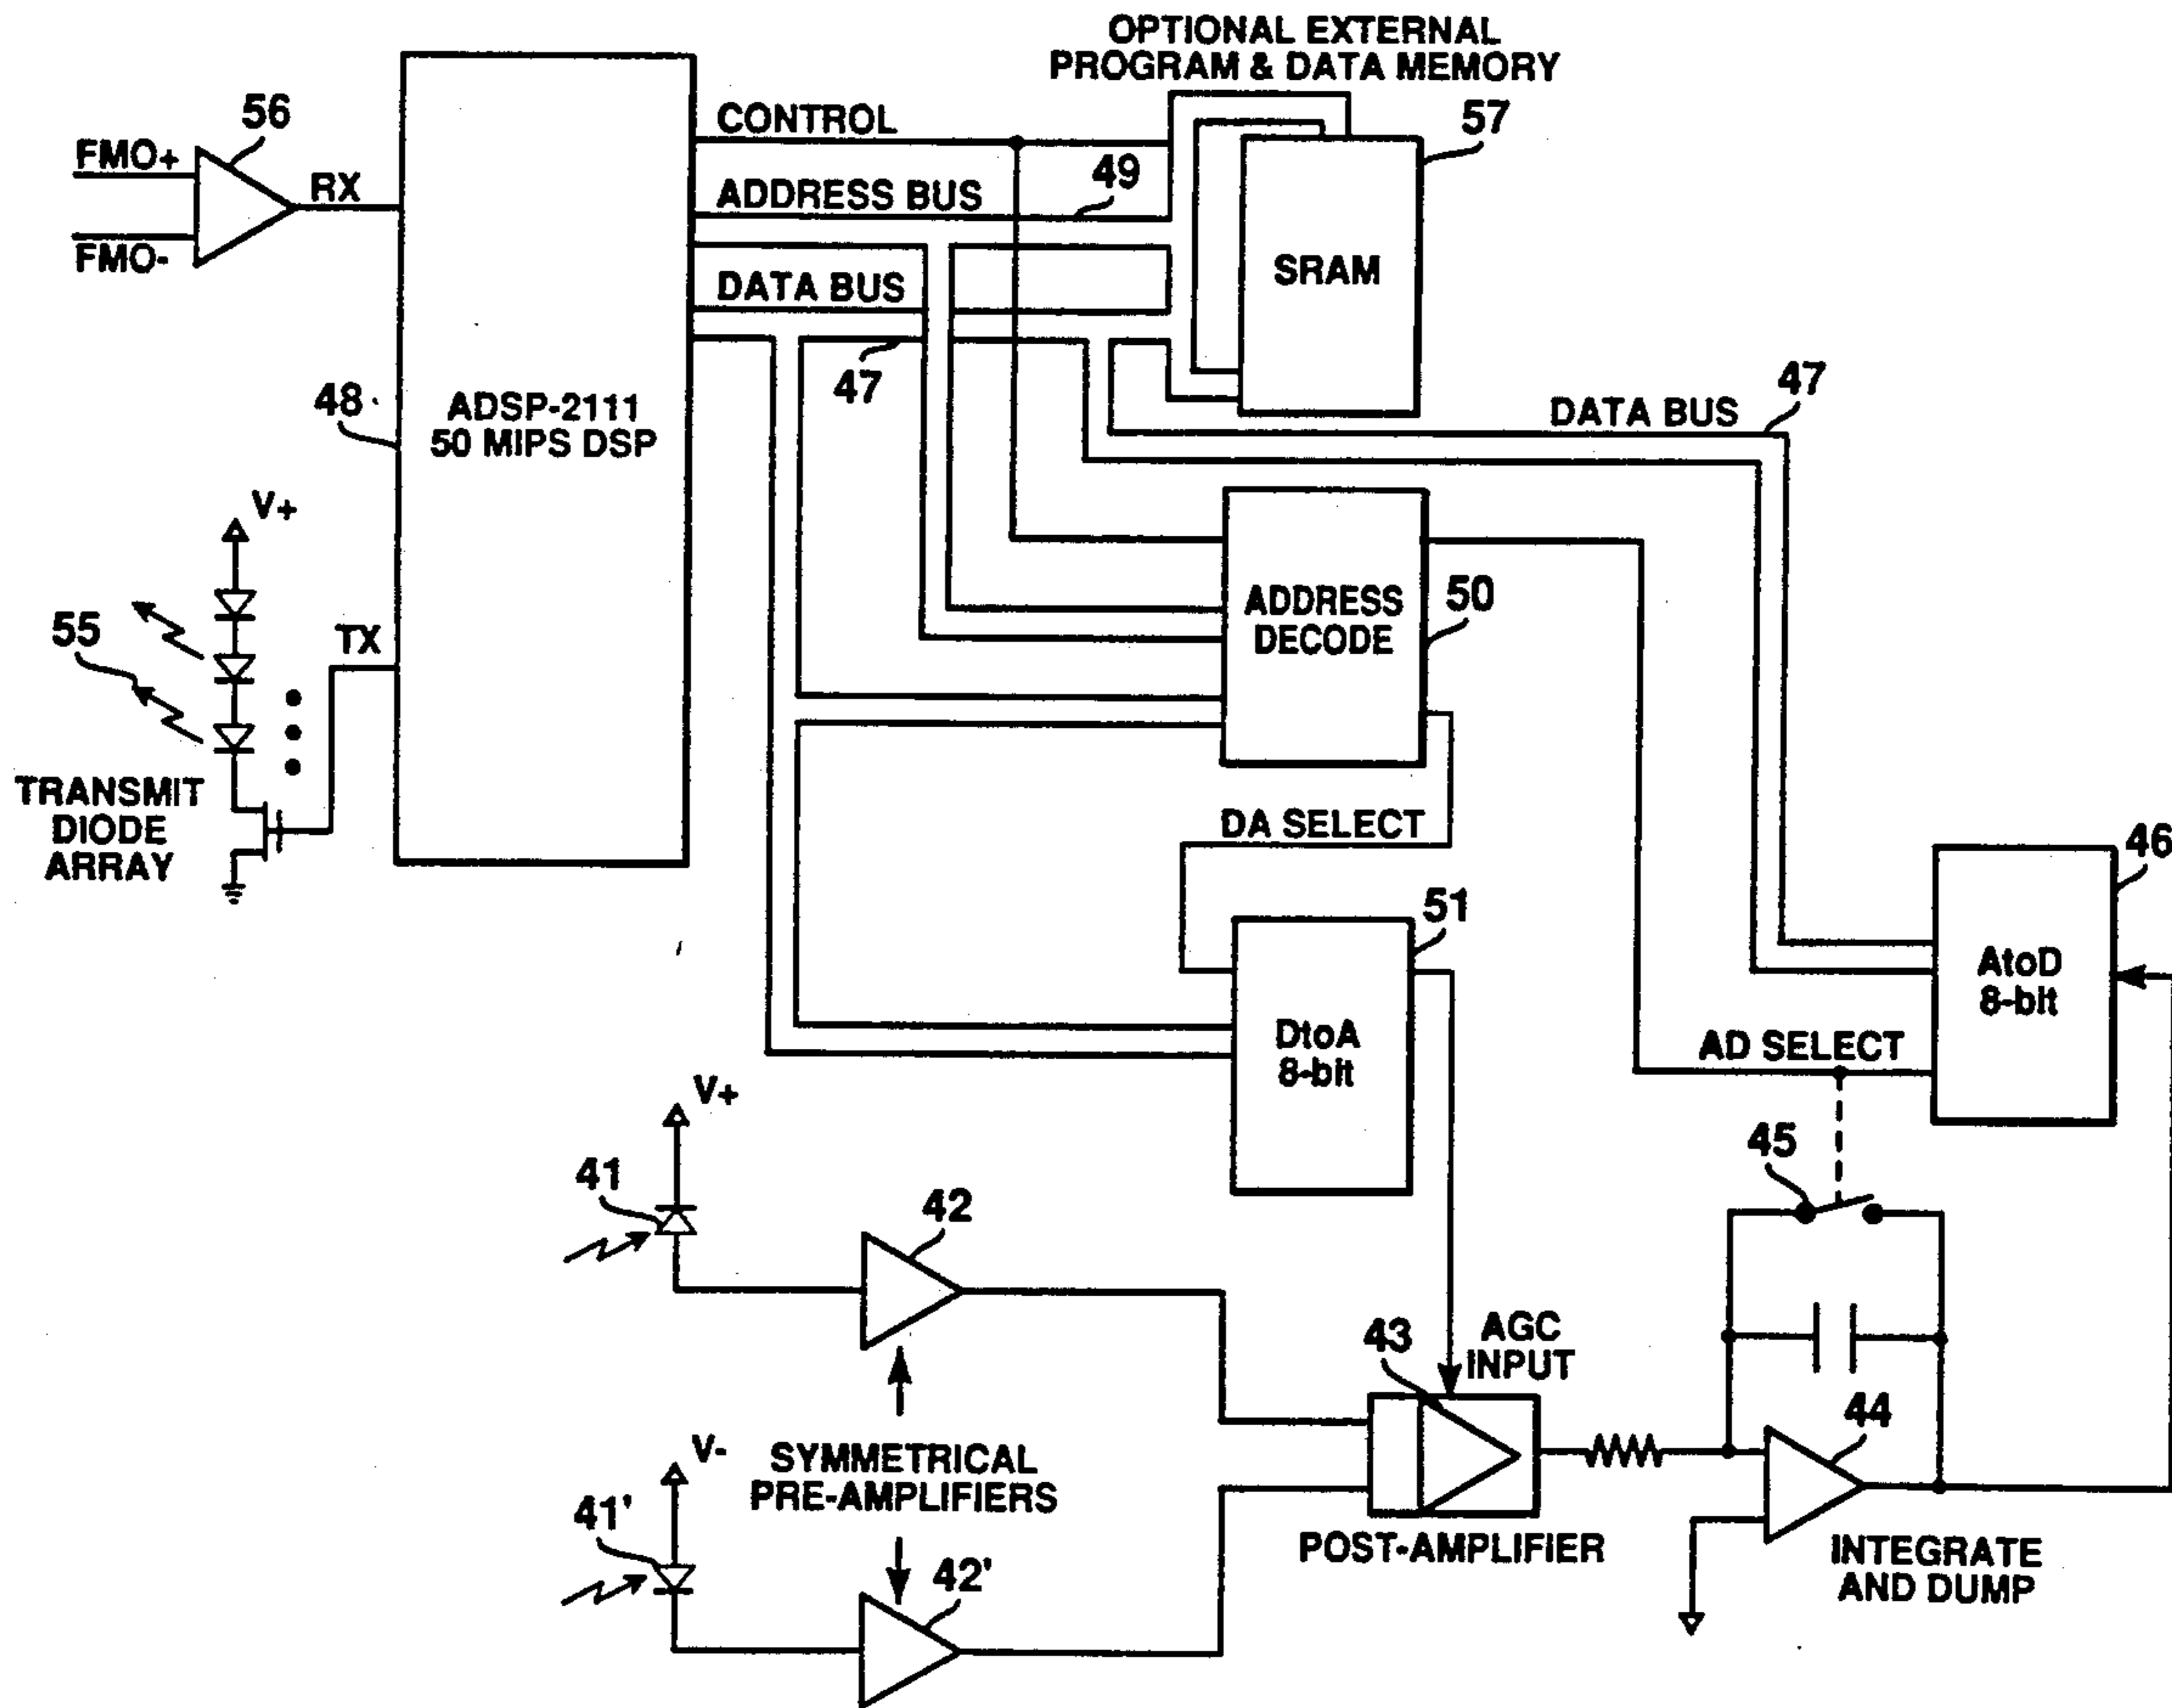 OPTIONAL EXTERNAL
PROGRAM & DATA MEMORY
56
57
FMO+
CONTROL
RX
ADDRESS BUS
49
FMO-
DATA BUS
SRAM
47
48
ADSP-2111
50 MIPS DSP
DATA BUS
47
V+
55
TX
ADDRESS
DECODE
50
TRANSMIT
DIODE
ARRAY
DA SELECT
46
51
AtoD
8-bit
DtoA
8-bit
AD SELECT
V+
45
41
42
43
AGC
INPUT
44
V-
SYMMETRICAL
PRE-AMPLIFIERS
41'
42'
POST-AMPLIFIER
INTEGRATE
AND DUMP